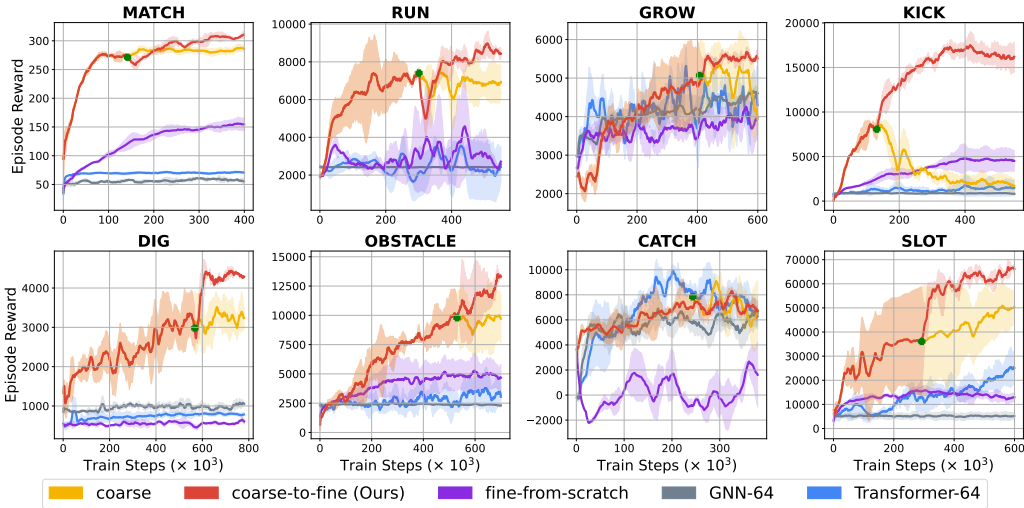 MATCH
RUN
GROW
KICK
Episode Reward
300
250
200
150
100
50
0 100 200 300 400
10000
8000
6000
4000
2000
0 200 400
6000
5000
4000
3000
2000
0 200 400 600
20000
15000
10000
5000
0
0 200 400
DIG
OBSTACLE
CATCH
SLOT
Episode Reward
4000
3000
2000
1000
0 200 400 600 800
Train Steps (× 10³)
15000
12500
10000
7500
5000
2500
0
0 200 400 600
Train Steps (× 10³)
10000
8000
6000
4000
2000
0
−2000
0 100 200 300
Train Steps (× 10³)
70000
60000
50000
40000
30000
20000
10000
0
0 200 400 600
Train Steps (× 10³)
coarse coarse-to-fine (Ours) fine-from-scratch GNN-64 Transformer-64